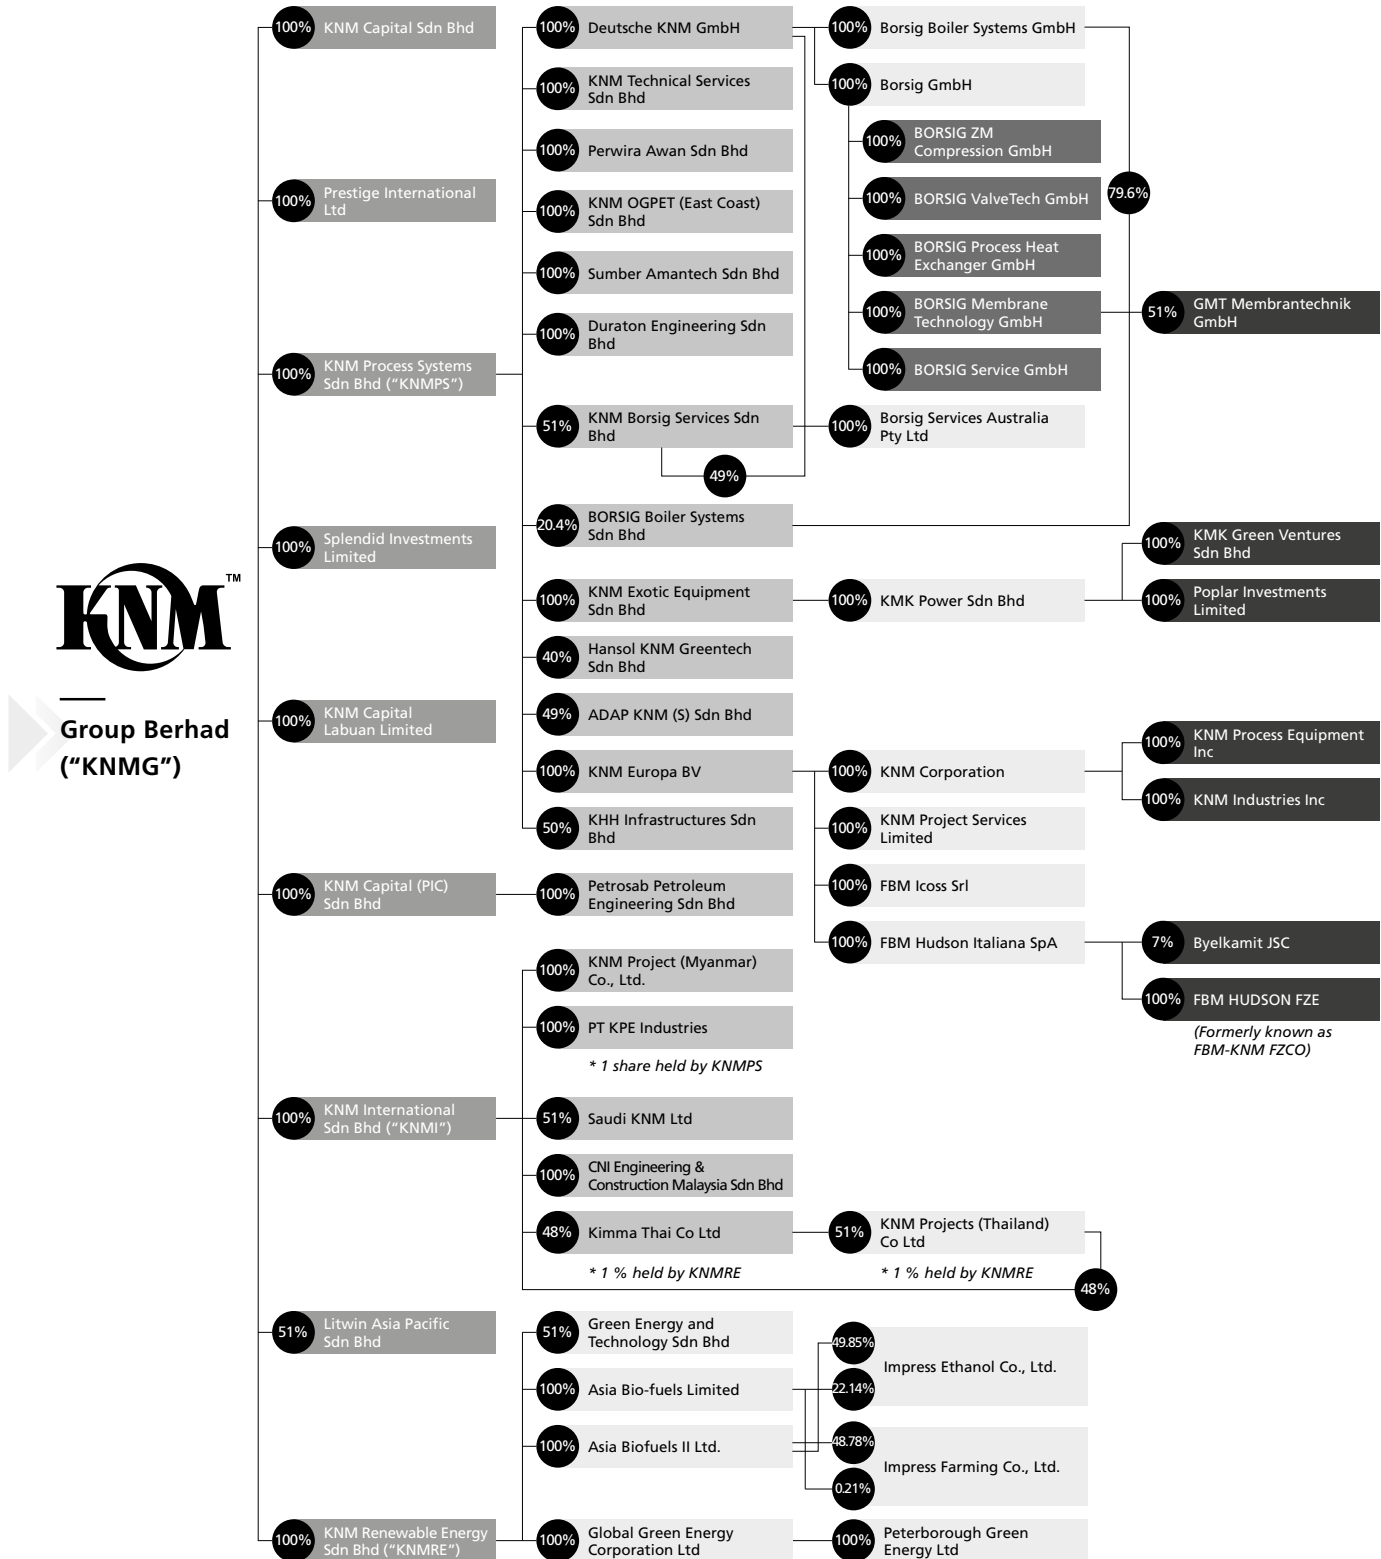 KNM™
Group Berhad
("KNMG")
100%
KNM Capital Sdn Bhd
100%
Prestige International
Ltd
100%
KNM Process Systems
Sdn Bhd (“KNMPS”)
100%
Splendid Investments
Limited
100%
KNM Capital
Labuan Limited
100%
KNM Capital (PIC)
Sdn Bhd
100%
KNM International
Sdn Bhd (“KNMI”)
51%
Litwin Asia Pacific
Sdn Bhd
100%
KNM Renewable Energy
Sdn Bhd (“KNMRE”)
100%
Deutsche KNM GmbH
100%
KNM Technical Services
Sdn Bhd
100%
Perwira Awan Sdn Bhd
100%
KNM OGPET (East Coast)
Sdn Bhd
100%
Sumber Amantech Sdn Bhd
100%
Duraton Engineering Sdn
Bhd
51%
KNM Borsig Services Sdn
Bhd
49%
20.4%
BORSIG Boiler Systems
Sdn Bhd
100%
KNM Exotic Equipment
Sdn Bhd
40%
Hansol KNM Greentech
Sdn Bhd
49%
ADAP KNM (S) Sdn Bhd
100%
KNM Europa BV
50%
KHH Infrastructures Sdn
Bhd
100%
Petrosab Petroleum
Engineering Sdn Bhd
100%
KNM Project (Myanmar)
Co., Ltd.
100%
PT KPE Industries
* 1 share held by KNMPS
51%
Saudi KNM Ltd
100%
CNI Engineering &
Construction Malaysia Sdn Bhd
48%
Kimma Thai Co Ltd
* 1 % held by KNMRE
51%
Green Energy and
Technology Sdn Bhd
100%
Asia Bio-fuels Limited
100%
Asia Biofuels II Ltd.
100%
Global Green Energy
Corporation Ltd
100%
Borsig Boiler Systems GmbH
100%
Borsig GmbH
100%
BORSIG ZM
Compression GmbH
100%
BORSIG ValveTech GmbH
100%
BORSIG Process Heat
Exchanger GmbH
100%
BORSIG Membrane
Technology GmbH
100%
BORSIG Service GmbH
79.6%
100%
Borsig Services Australia
Pty Ltd
100%
KMK Power Sdn Bhd
100%
KNM Corporation
100%
KNM Project Services
Limited
100%
FBM Icoss Srl
100%
FBM Hudson Italiana SpA
51%
KNM Projects (Thailand)
Co Ltd
* 1 % held by KNMRE
48%
49.85%
22.14%
Impress Ethanol Co., Ltd.
48.78%
0.21%
Impress Farming Co., Ltd.
100%
Peterborough Green
Energy Ltd
51%
GMT Membrantechnik
GmbH
100%
KMK Green Ventures
Sdn Bhd
100%
Poplar Investments
Limited
100%
KNM Process Equipment
Inc
100%
KNM Industries Inc
7%
Byelkamit JSC
100%
FBM HUDSON FZE
(Formerly known as
FBM-KNM FZCO)